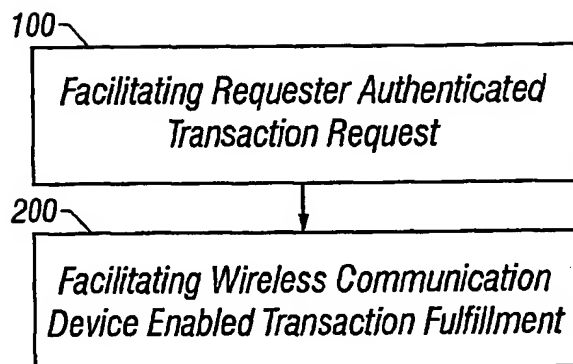 100
Facilitating Requester Authenticated
Transaction Request
200
Facilitating Wireless Communication
Device Enabled Transaction Fulfillment